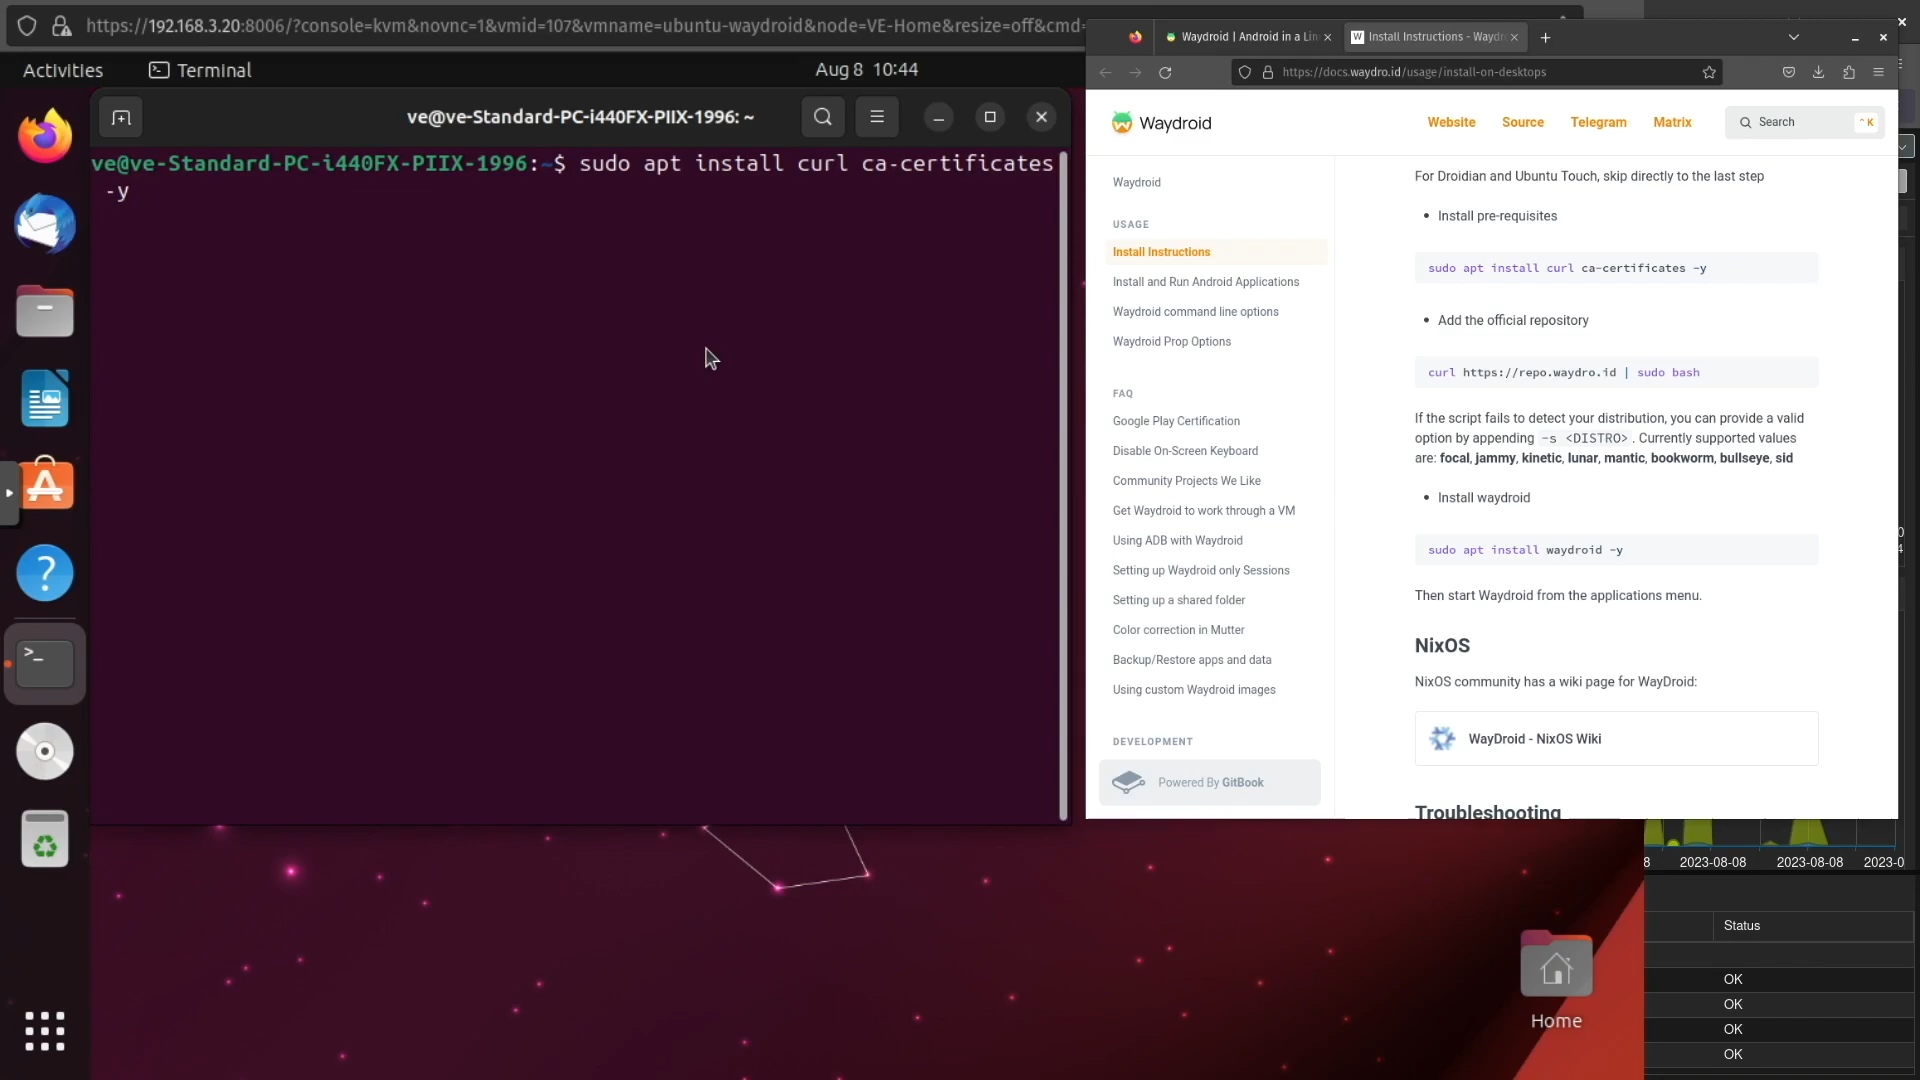 https://192.168.3.20:8006/?console=kvm&novnc=1&vmid=107&vmname=ubuntu-waydroid&node=VE-Home&resize=off&cmd=
Activities
Terminal
Aug 8 10:44
ve@ve-Standard-PC-i440FX-PIIX-1996: ~
ve@ve-Standard-PC-i440FX-PIIX-1996:~$ sudo apt install curl ca-certificates
-y
Home
Waydroid | Android in a Lin
Install Instructions - Waydro
https://docs.waydro.id/usage/install-on-desktops
Waydroid
Website
Source
Telegram
Matrix
Search
⌃K
Waydroid
USAGE
Install Instructions
Install and Run Android Applications
Waydroid command line options
Waydroid Prop Options
FAQ
Google Play Certification
Disable On-Screen Keyboard
Community Projects We Like
Get Waydroid to work through a VM
Using ADB with Waydroid
Setting up Waydroid only Sessions
Setting up a shared folder
Color correction in Mutter
Backup/Restore apps and data
Using custom Waydroid images
DEVELOPMENT
Powered By GitBook
For Droidian and Ubuntu Touch, skip directly to the last step
• Install pre-requisites
sudo apt install curl ca-certificates -y
• Add the official repository
curl https://repo.waydro.id | sudo bash
If the script fails to detect your distribution, you can provide a valid
option by appending -s <DISTRO>. Currently supported values
are: focal, jammy, kinetic, lunar, mantic, bookworm, bullseye, sid
• Install waydroid
sudo apt install waydroid -y
Then start Waydroid from the applications menu.
NixOS
NixOS community has a wiki page for WayDroid:
WayDroid - NixOS Wiki
Troubleshooting
8 2023-08-08 2023-08-08 2023-0
Status
OK
OK
OK
OK